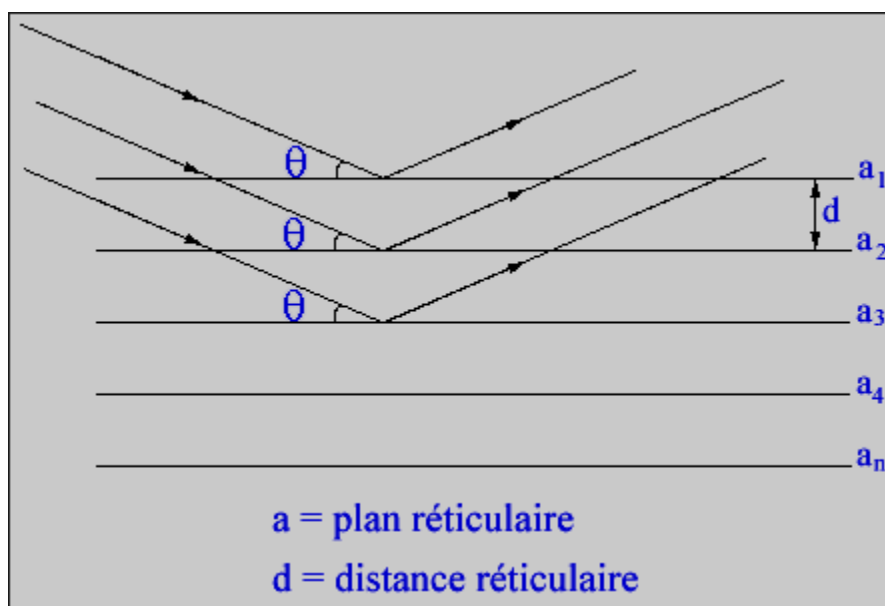 θ
a₁
d
θ
a₂
θ
a₃
a₄
aₙ
a = plan réticulaire
d = distance réticulaire